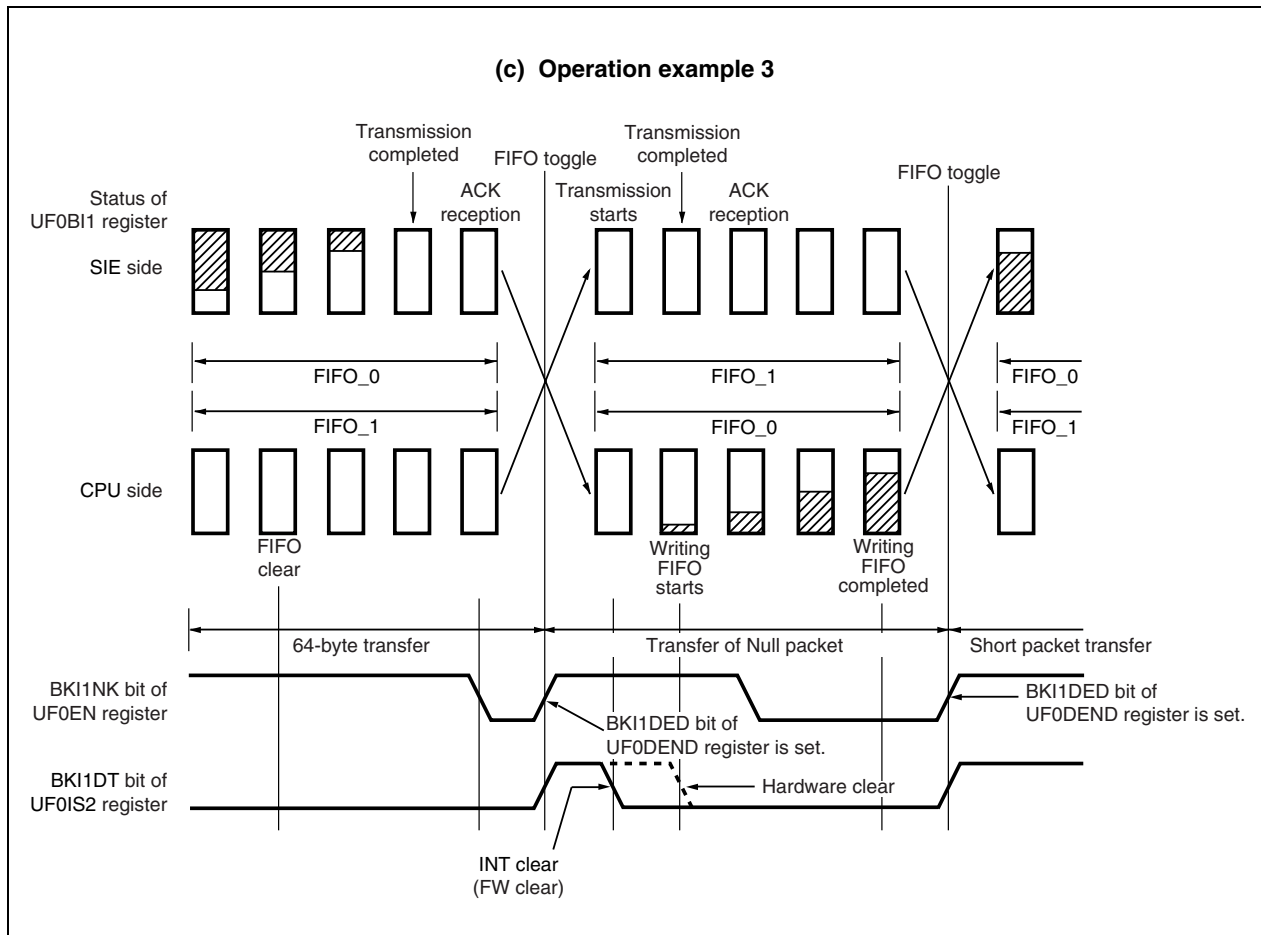 (c) Operation example 3
Transmission
completed
FIFO toggle
Transmission
completed
FIFO toggle
Status of
UF0BI1 register
ACK
reception
Transmission
starts
ACK
reception
SIE side
FIFO_0
FIFO_1
FIFO_0
FIFO_1
FIFO_0
FIFO_1
CPU side
FIFO
clear
Writing
FIFO
starts
Writing
FIFO
completed
64-byte transfer
Transfer of Null packet
Short packet transfer
BKI1NK bit of
UF0EN register
BKI1DED bit of
UF0DEND register is set.
BKI1DED bit of
UF0DEND register is set.
BKI1DT bit of
UF0IS2 register
Hardware clear
INT clear
(FW clear)